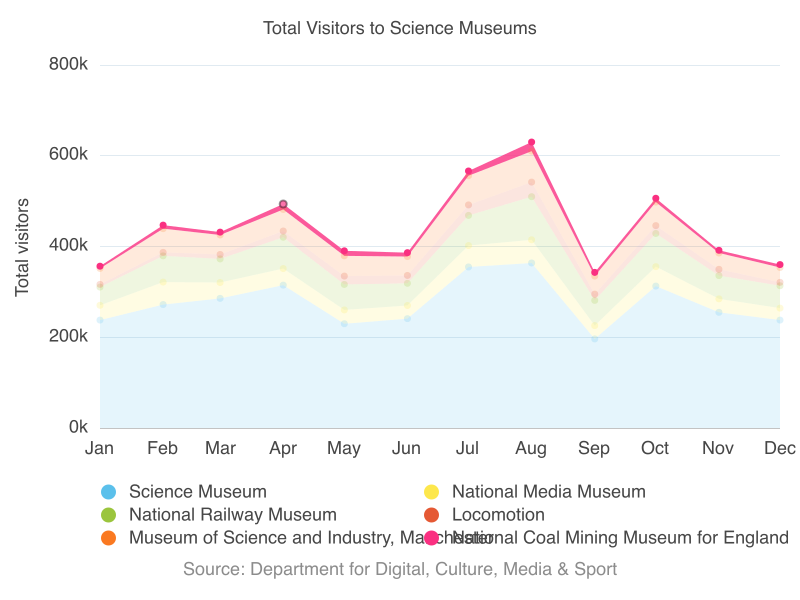 Total Visitors to Science Museums
800k
600k
400k
200k
0k
Total visitors
Jan Feb Mar Apr May Jun Jul Aug Sep Oct Nov Dec
Science Museum National Media Museum
National Railway Museum Locomotion
Museum of Science and Industry, Manchester National Coal Mining Museum for England
Source: Department for Digital, Culture, Media & Sport